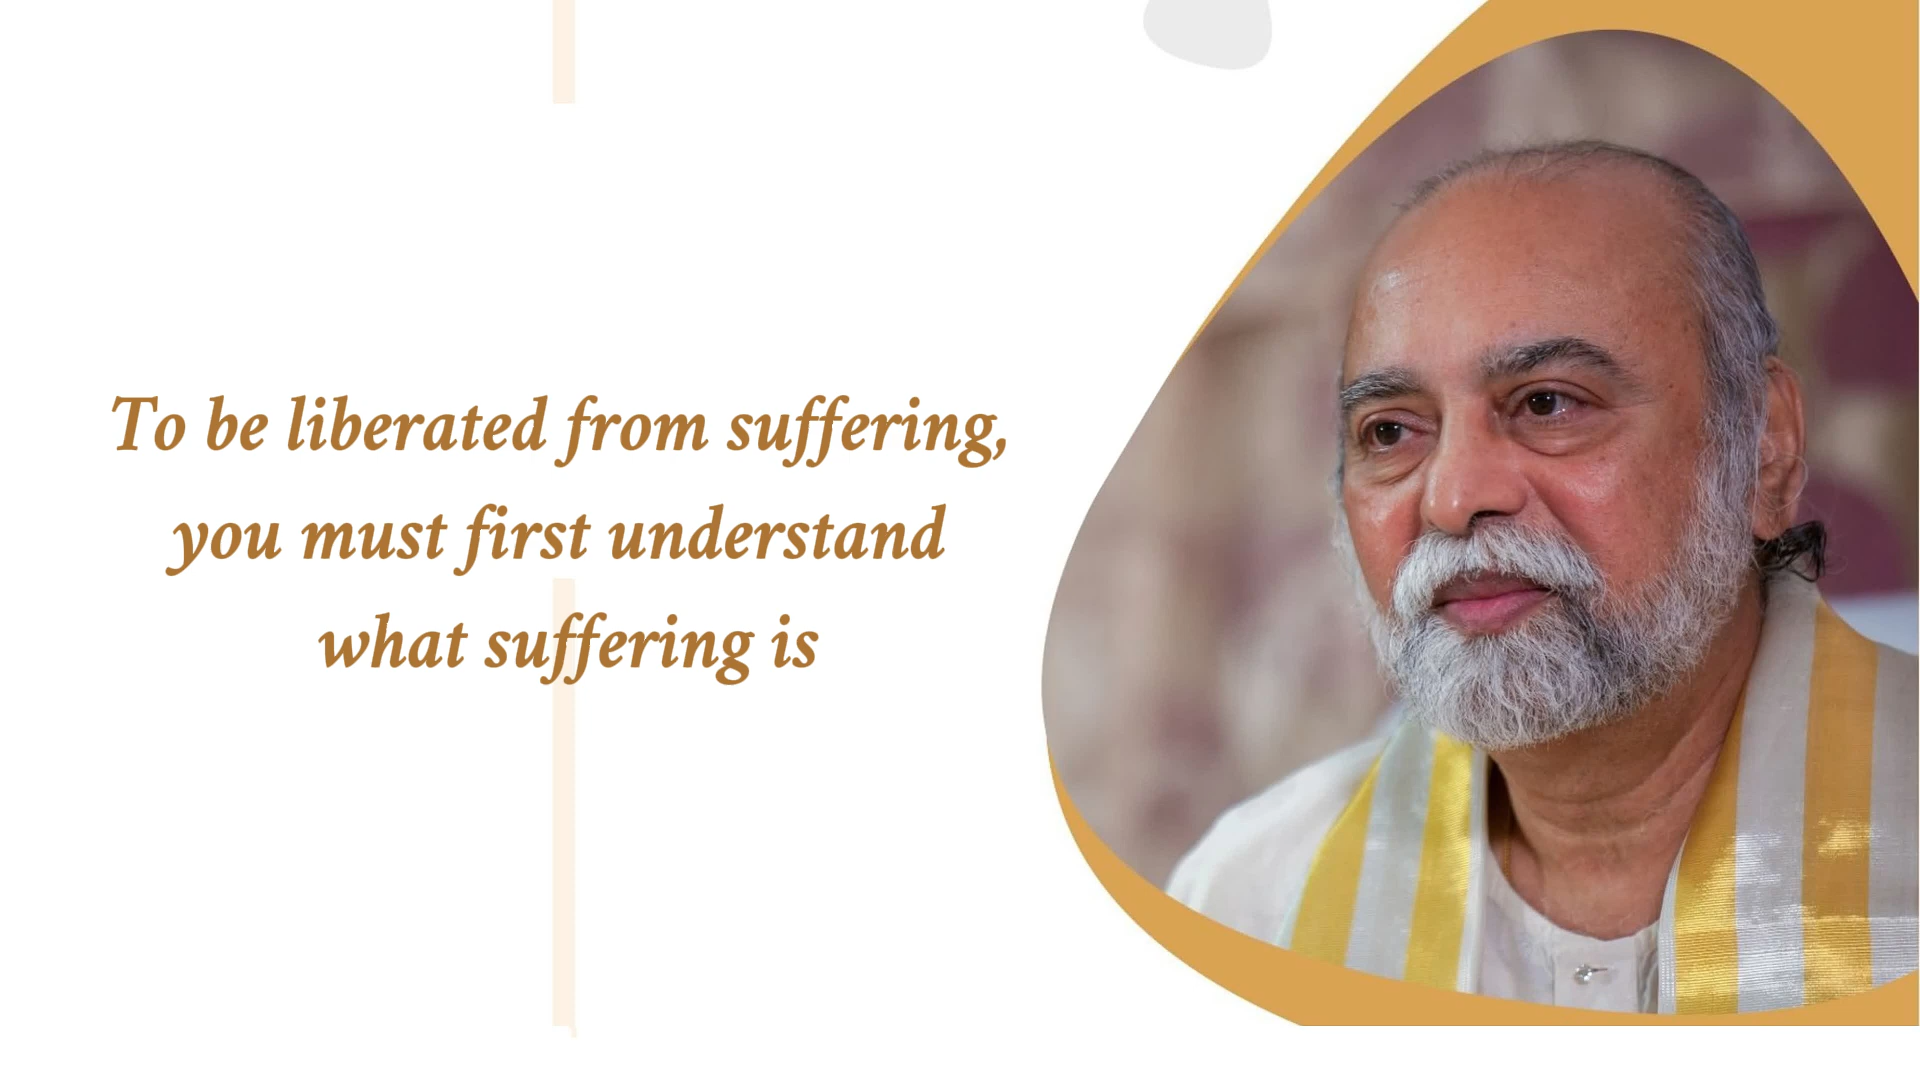 To be liberated from suffering,
you must first understand
what suffering is